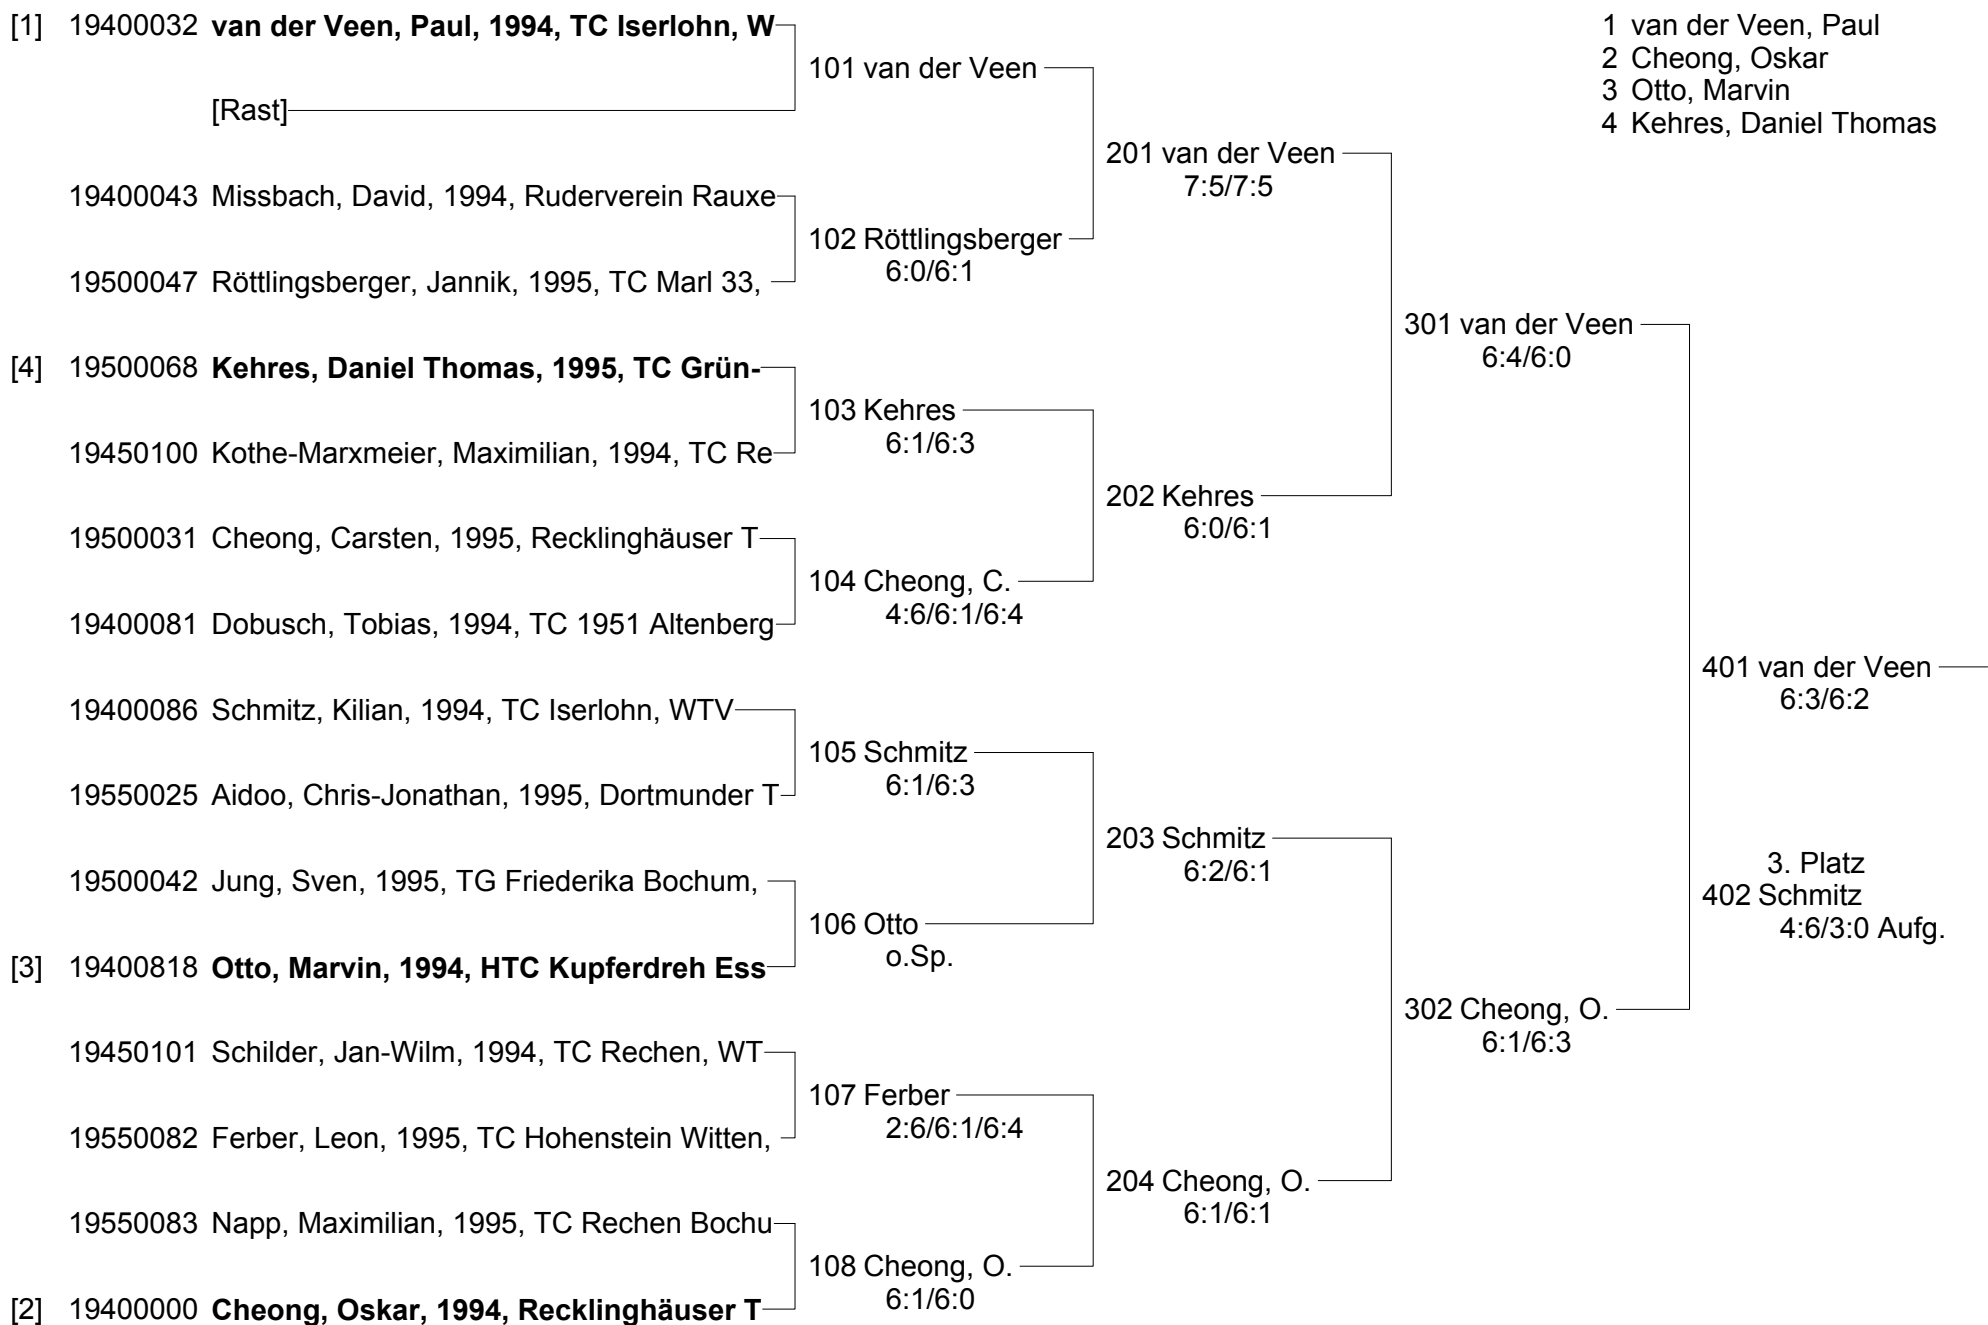 [1] 19400032 van der Veen, Paul, 1994, TC Iserlohn, W
[Rast]
19400043 Missbach, David, 1994, Ruderverein Rauxe
19500047 Röttlingsberger, Jannik, 1995, TC Marl 33,
[4] 19500068 Kehres, Daniel Thomas, 1995, TC Grün-
19450100 Kothe-Marxmeier, Maximilian, 1994, TC Re
19500031 Cheong, Carsten, 1995, Recklinghäuser T
19400081 Dobusch, Tobias, 1994, TC 1951 Altenberg
19400086 Schmitz, Kilian, 1994, TC Iserlohn, WTV
19550025 Aidoo, Chris-Jonathan, 1995, Dortmunder T
19500042 Jung, Sven, 1995, TG Friederika Bochum,
[3] 19400818 Otto, Marvin, 1994, HTC Kupferdreh Ess
19450101 Schilder, Jan-Wilm, 1994, TC Rechen, WT
19550082 Ferber, Leon, 1995, TC Hohenstein Witten,
19550083 Napp, Maximilian, 1995, TC Rechen Bochu
[2] 19400000 Cheong, Oskar, 1994, Recklinghäuser T
101 van der Veen
102 Röttlingsberger
6:0/6:1
103 Kehres
6:1/6:3
104 Cheong, C.
4:6/6:1/6:4
105 Schmitz
6:1/6:3
106 Otto
o.Sp.
107 Ferber
2:6/6:1/6:4
108 Cheong, O.
6:1/6:0
201 van der Veen
7:5/7:5
202 Kehres
6:0/6:1
203 Schmitz
6:2/6:1
204 Cheong, O.
6:1/6:1
301 van der Veen
6:4/6:0
302 Cheong, O.
6:1/6:3
401 van der Veen
6:3/6:2
3. Platz
402 Schmitz
4:6/3:0 Aufg.
1 van der Veen, Paul
2 Cheong, Oskar
3 Otto, Marvin
4 Kehres, Daniel Thomas